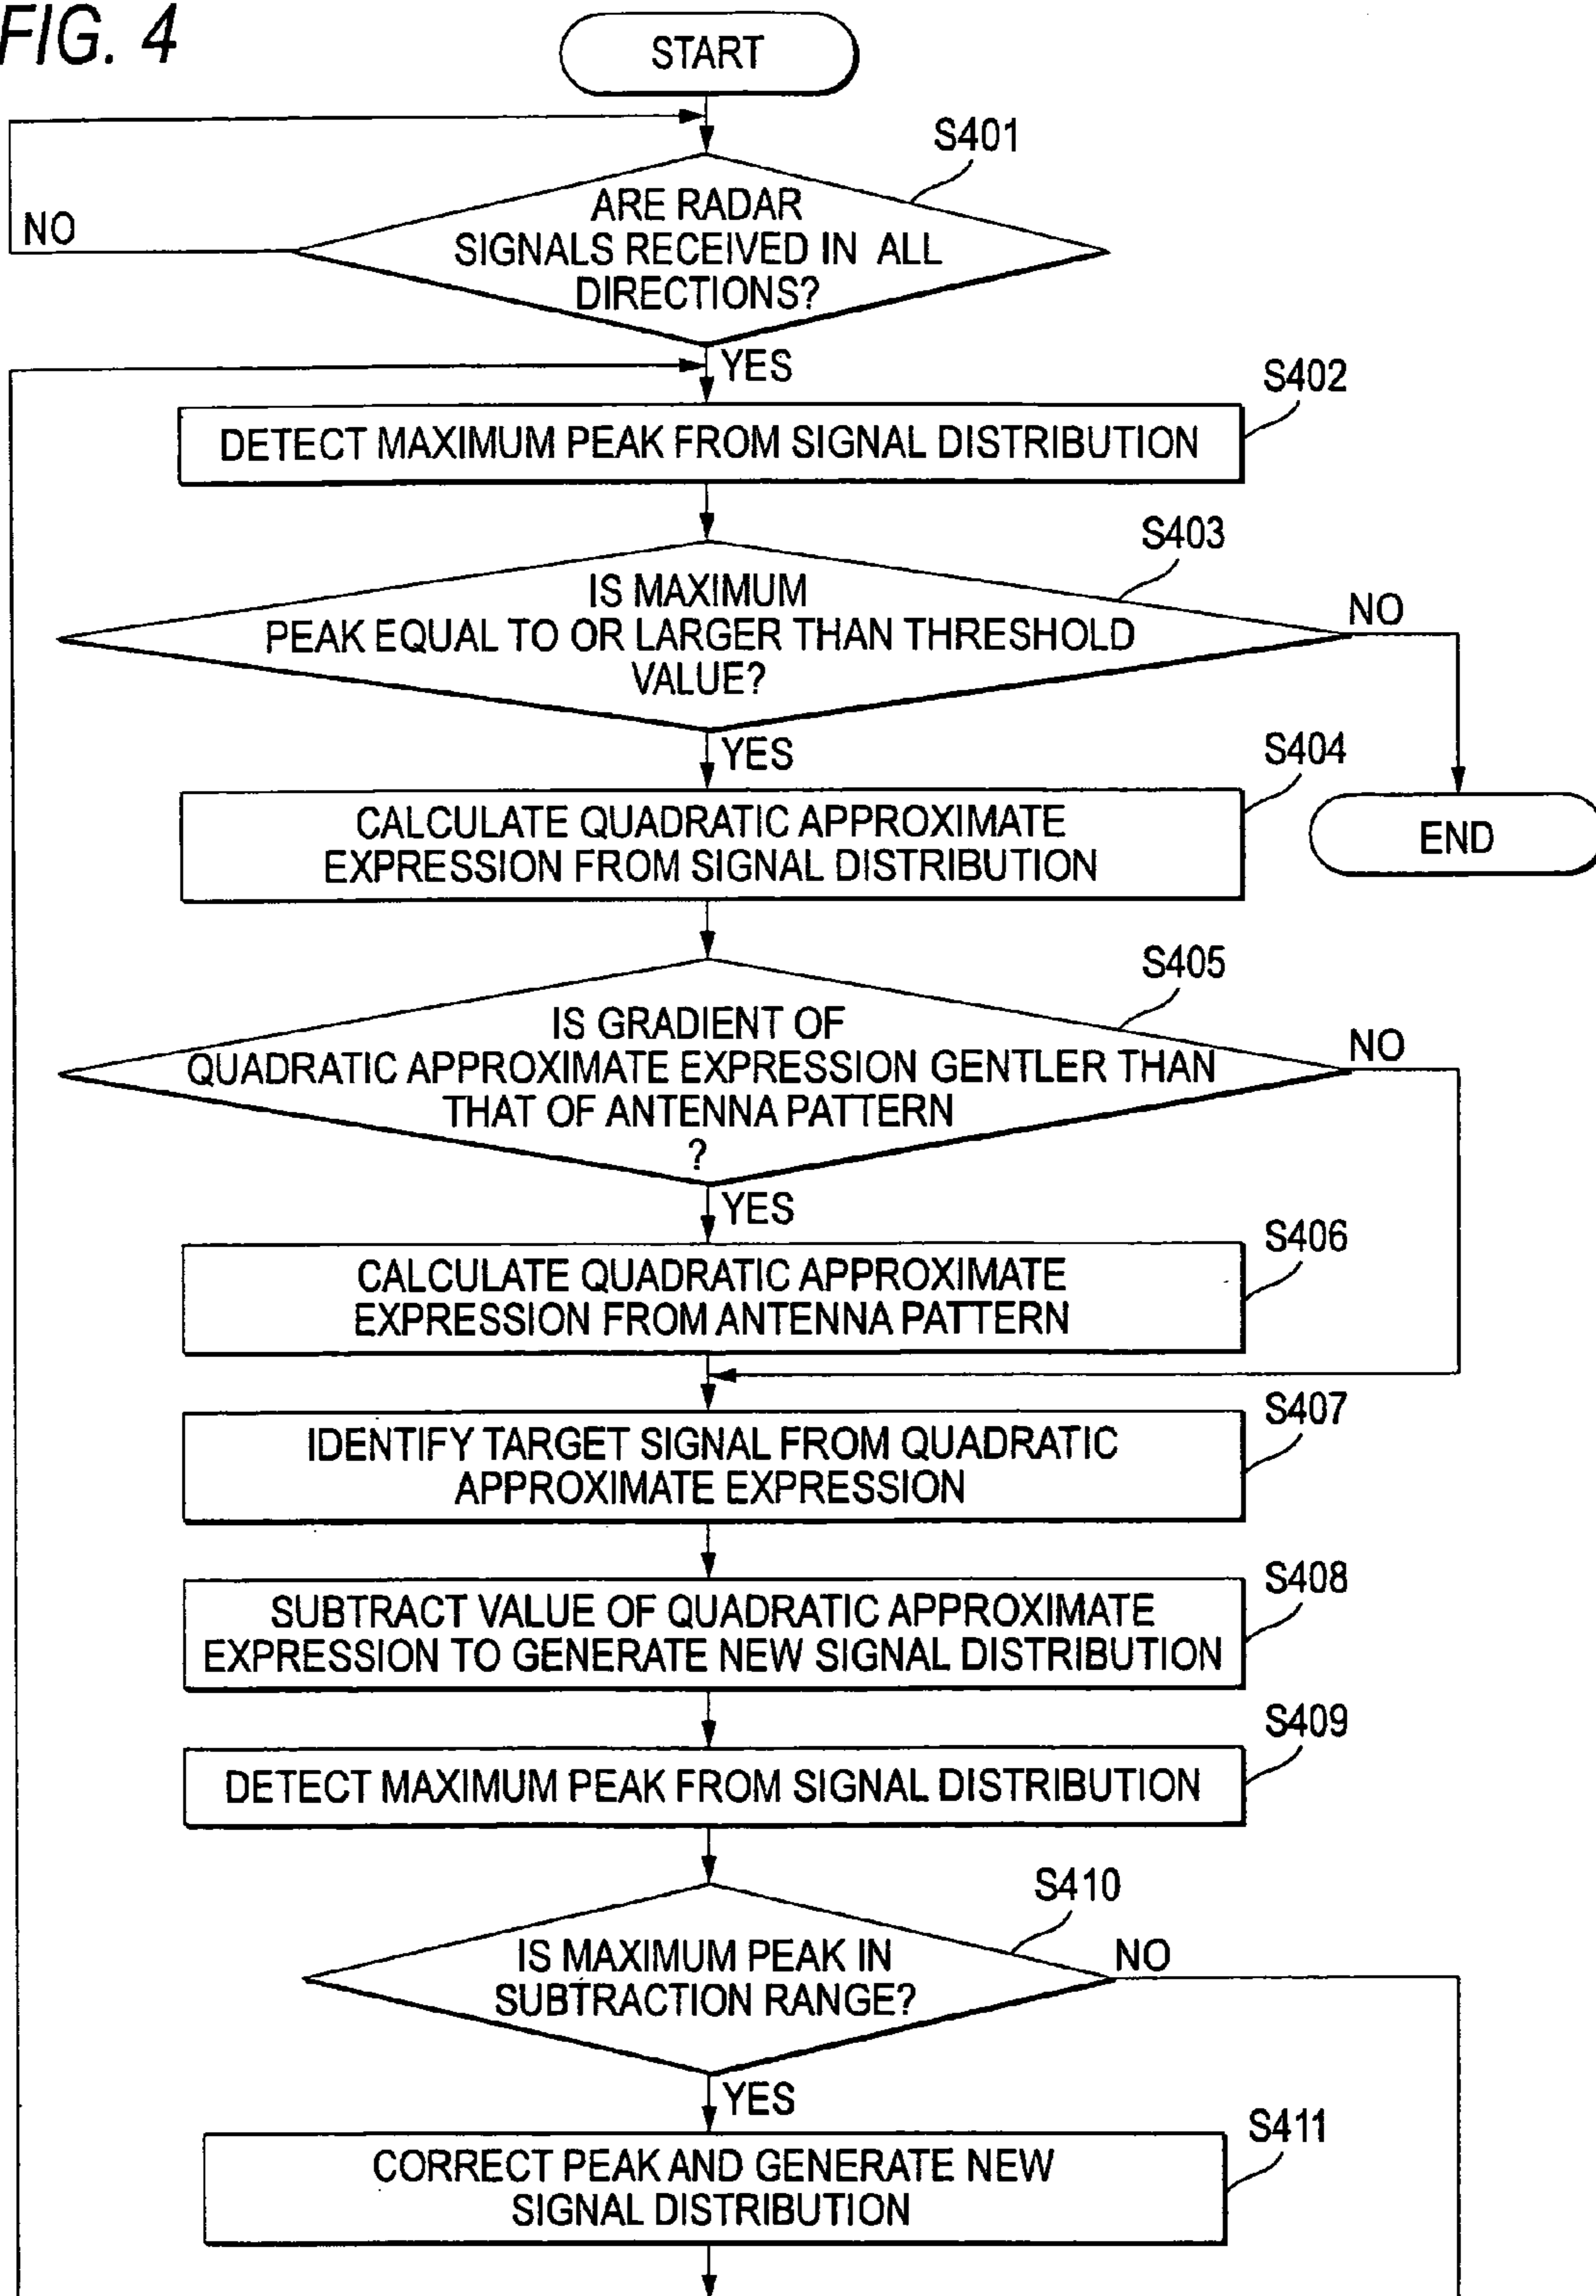 FIG. 4
START
S401
ARE RADAR
SIGNALS RECEIVED IN ALL
DIRECTIONS?
NO
YES
S402
DETECT MAXIMUM PEAK FROM SIGNAL DISTRIBUTION
S403
IS MAXIMUM
PEAK EQUAL TO OR LARGER THAN THRESHOLD
VALUE?
NO
YES
S404
CALCULATE QUADRATIC APPROXIMATE
EXPRESSION FROM SIGNAL DISTRIBUTION
END
S405
IS GRADIENT OF
QUADRATIC APPROXIMATE EXPRESSION GENTLER THAN
THAT OF ANTENNA PATTERN
?
NO
YES
S406
CALCULATE QUADRATIC APPROXIMATE
EXPRESSION FROM ANTENNA PATTERN
S407
IDENTIFY TARGET SIGNAL FROM QUADRATIC
APPROXIMATE EXPRESSION
S408
SUBTRACT VALUE OF QUADRATIC APPROXIMATE
EXPRESSION TO GENERATE NEW SIGNAL DISTRIBUTION
S409
DETECT MAXIMUM PEAK FROM SIGNAL DISTRIBUTION
S410
IS MAXIMUM PEAK IN
SUBTRACTION RANGE?
NO
YES
S411
CORRECT PEAK AND GENERATE NEW
SIGNAL DISTRIBUTION